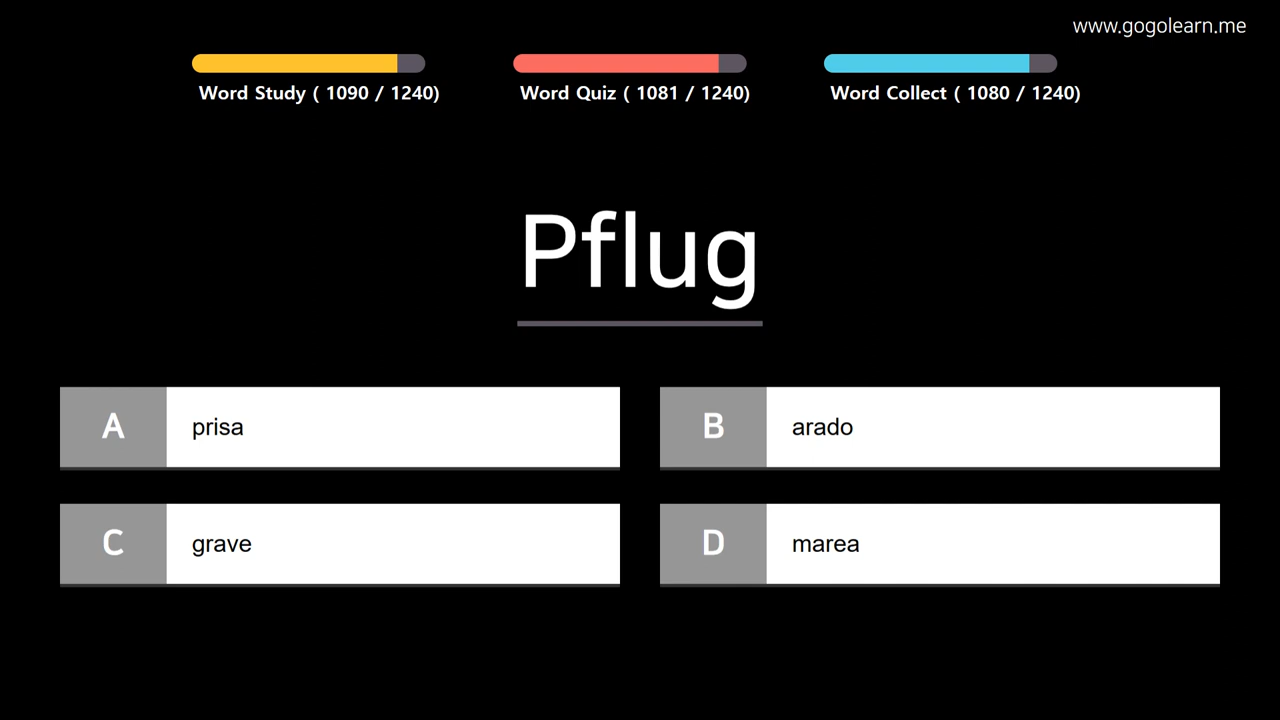 www.gogolearn.me
Word Study ( 1090 / 1240)
Word Quiz ( 1081 / 1240)
Word Collect ( 1080 / 1240)
Pflug
A prisa
B arado
C grave
D marea